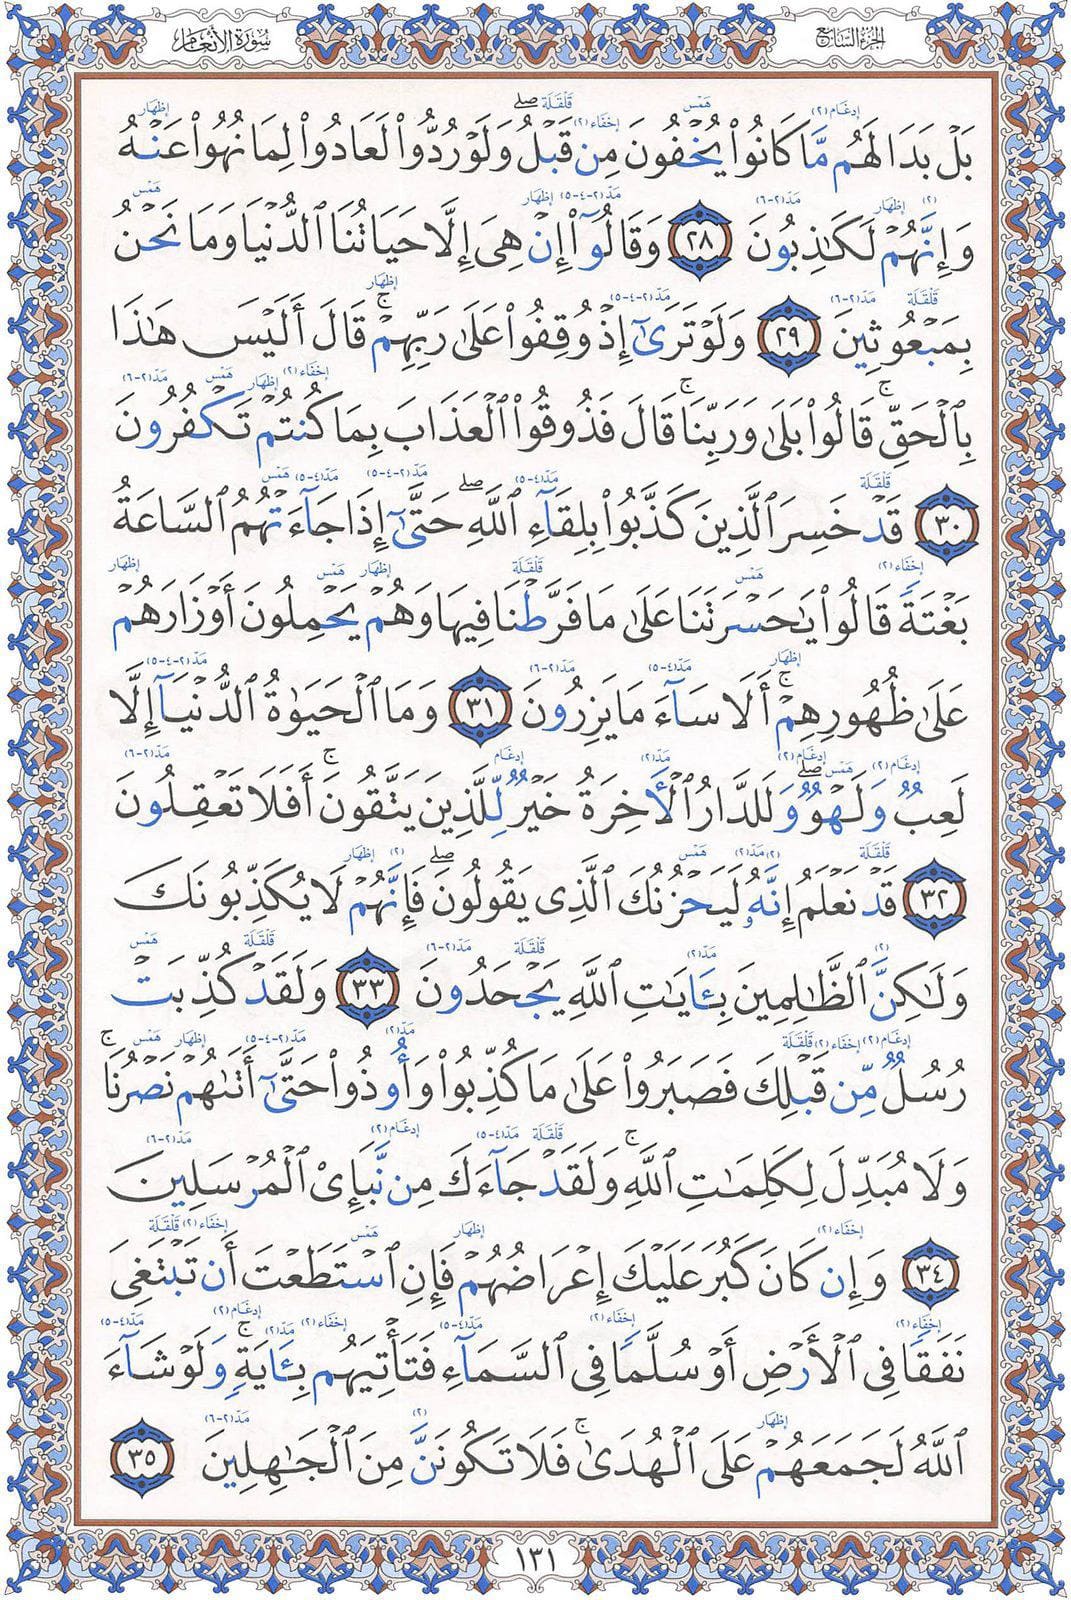 سورة الأنعام
الجزء السابع
بَلْ بَدَا لَهُم مَّا كَانُوا۟ يُخْفُونَ مِن قَبْلُ ۖ وَلَوْ رُدُّوا۟ لَعَادُوا۟ لِمَا نُهُوا۟ عَنْهُ
وَإِنَّهُمْ لَكَـٰذِبُونَ ٢٨ وَقَالُوٓا۟ إِنْ هِىَ إِلَّا حَيَاتُنَا ٱلدُّنْيَا وَمَا نَحْنُ
بِمَبْعُوثِينَ ٢٩ وَلَوْ تَرَىٰٓ إِذْ وُقِفُوا۟ عَلَىٰ رَبِّهِمْ ۚ قَالَ أَلَيْسَ هَـٰذَا
بِٱلْحَقِّ ۚ قَالُوا۟ بَلَىٰ وَرَبِّنَا ۚ قَالَ فَذُوقُوا۟ ٱلْعَذَابَ بِمَا كُنتُمْ تَكْفُرُونَ
٣٠ قَدْ خَسِرَ ٱلَّذِينَ كَذَّبُوا۟ بِلِقَآءِ ٱللَّهِ ۖ حَتَّىٰٓ إِذَا جَآءَتْهُمُ ٱلسَّاعَةُ
بَغْتَةً قَالُوا۟ يَـٰحَسْرَتَنَا عَلَىٰ مَا فَرَّطْنَا فِيهَا وَهُمْ يَحْمِلُونَ أَوْزَارَهُمْ
عَلَىٰ ظُهُورِهِمْ ۚ أَلَا سَآءَ مَا يَزِرُونَ ٣١ وَمَا ٱلْحَيَوٰةُ ٱلدُّنْيَآ إِلَّا
لَعِبٌ وَلَهْوٌ ۖ وَلَلدَّارُ ٱلْـَٔاخِرَةُ خَيْرٌ لِّلَّذِينَ يَتَّقُونَ ۗ أَفَلَا تَعْقِلُونَ
٣٢ قَدْ نَعْلَمُ إِنَّهُۥ لَيَحْزُنُكَ ٱلَّذِى يَقُولُونَ ۖ فَإِنَّهُمْ لَا يُكَذِّبُونَكَ
وَلَـٰكِنَّ ٱلظَّـٰلِمِينَ بِـَٔايَـٰتِ ٱللَّهِ يَجْحَدُونَ ٣٣ وَلَقَدْ كُذِّبَتْ
رُسُلٌ مِّن قَبْلِكَ فَصَبَرُوا۟ عَلَىٰ مَا كُذِّبُوا۟ وَأُوذُوا۟ حَتَّىٰٓ أَتَىٰهُمْ نَصْرُنَا ۚ
وَلَا مُبَدِّلَ لِكَلِمَـٰتِ ٱللَّهِ ۚ وَلَقَدْ جَآءَكَ مِن نَّبَإِى۟ ٱلْمُرْسَلِينَ
٣٤ وَإِن كَانَ كَبُرَ عَلَيْكَ إِعْرَاضُهُمْ فَإِنِ ٱسْتَطَعْتَ أَن تَبْتَغِىَ
نَفَقًا فِى ٱلْأَرْضِ أَوْ سُلَّمًا فِى ٱلسَّمَآءِ فَتَأْتِيَهُم بِـَٔايَةٍ ۚ وَلَوْ شَآءَ
ٱللَّهُ لَجَمَعَهُمْ عَلَى ٱلْهُدَىٰ ۚ فَلَا تَكُونَنَّ مِنَ ٱلْجَـٰهِلِينَ ٣٥
١٣١